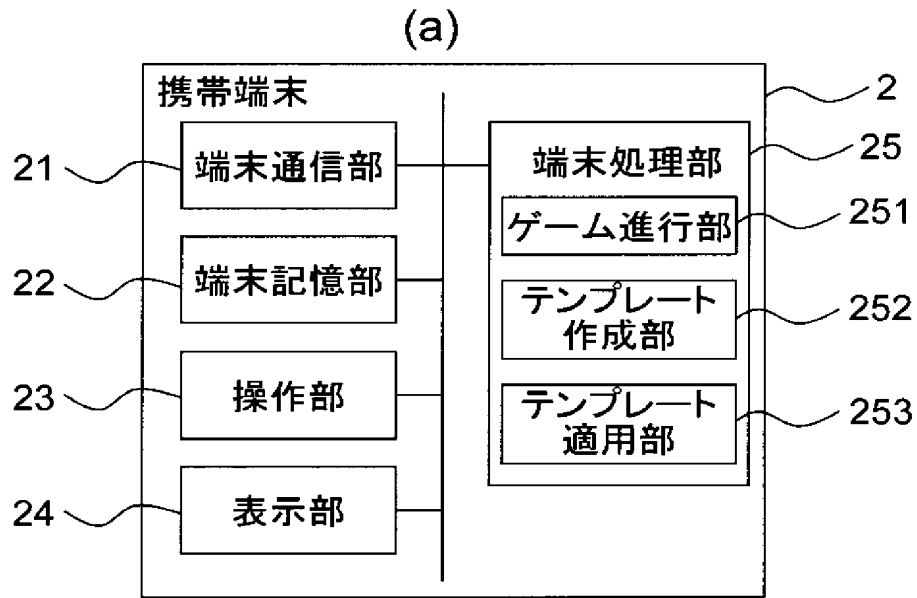 (a)
携帯端末
2
21
端末通信部
22
端末記憶部
23
操作部
24
表示部
端末処理部
25
ゲーム進行部
251
テンプレート
作成部
252
テンプレート
適用部
253